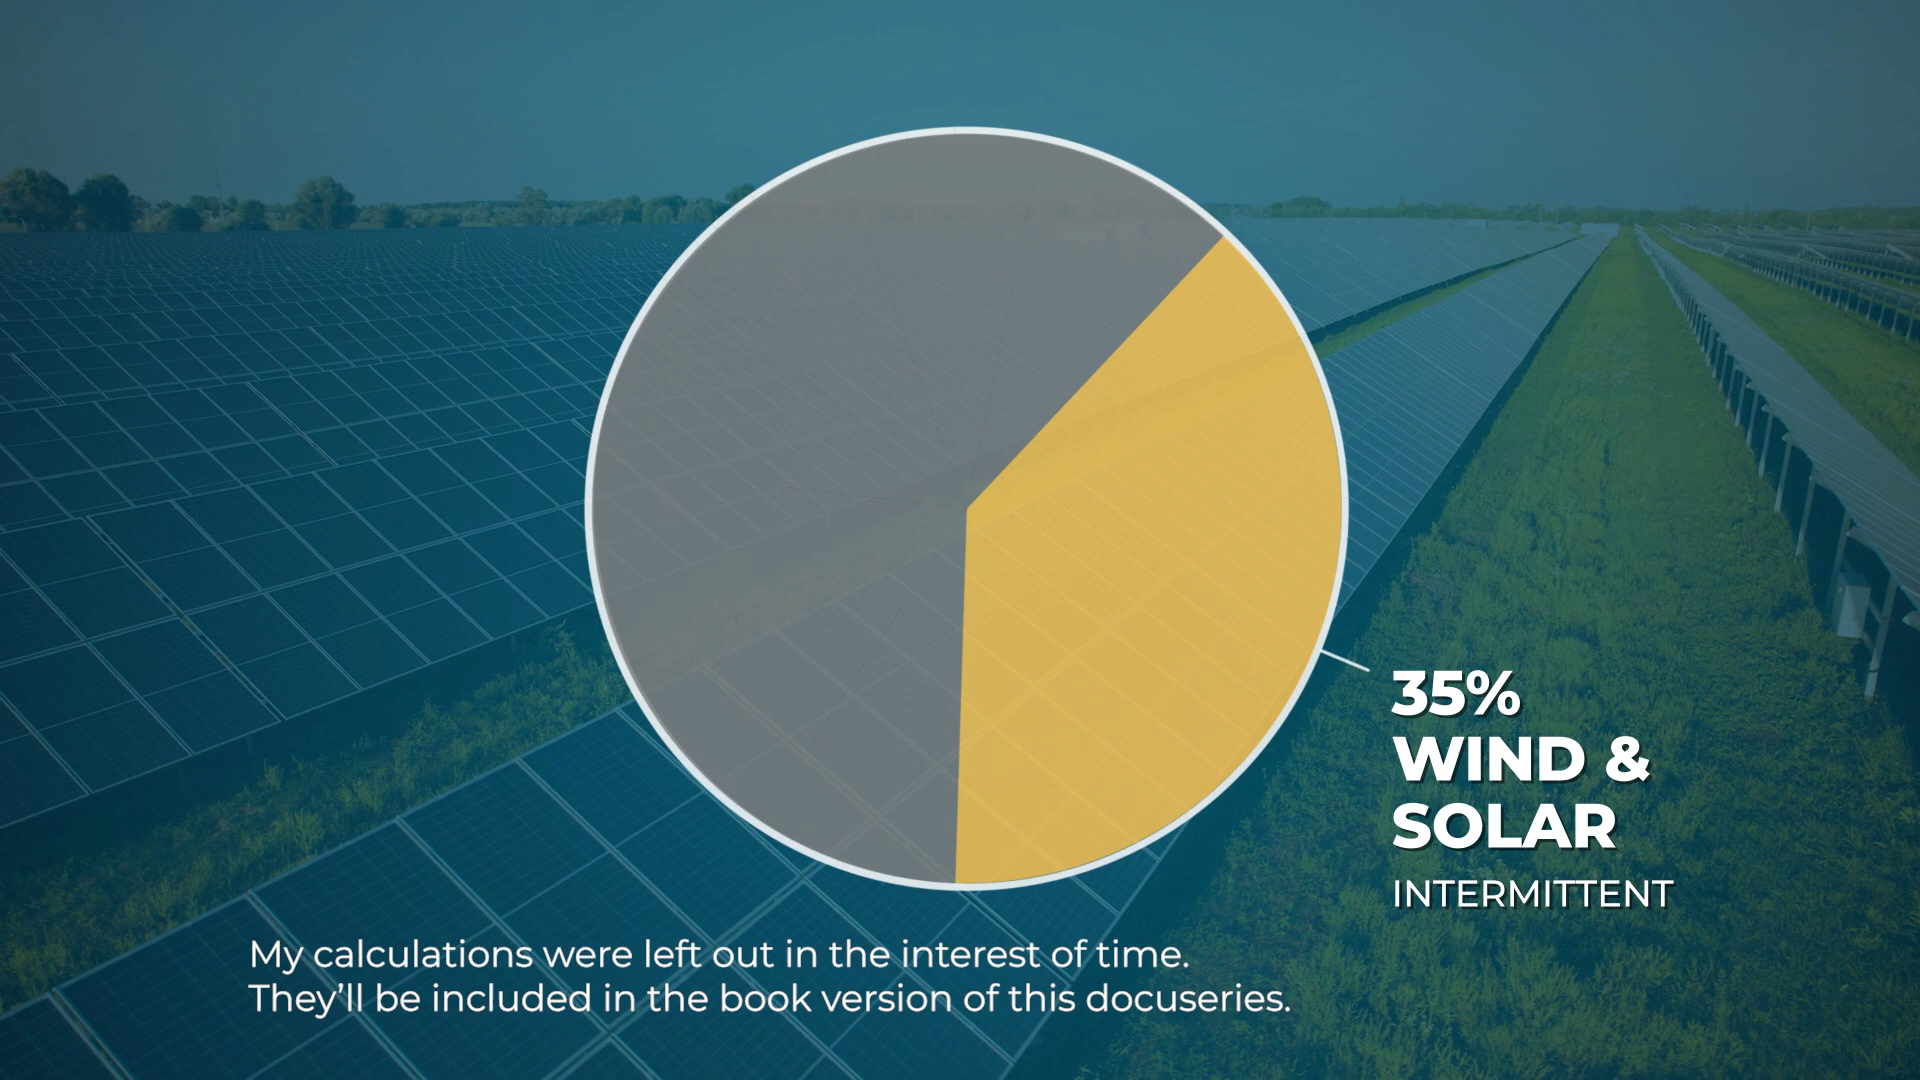 35%
WIND &
SOLAR
INTERMITTENT
My calculations were left out in the interest of time.
They’ll be included in the book version of this docuseries.